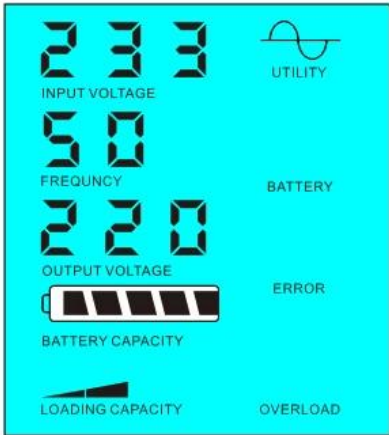 233
UTILITY
INPUT VOLTAGE
50
FREQUNCY
BATTERY
220
OUTPUT VOLTAGE
ERROR
BATTERY CAPACITY
LOADING CAPACITY
OVERLOAD